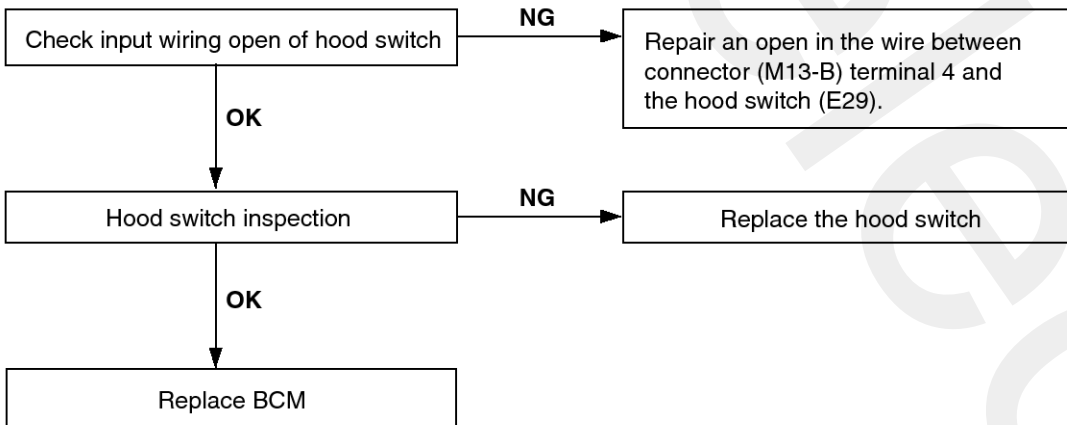 Check input wiring open of hood switch
NG
Repair an open in the wire between
connector (M13-B) terminal 4 and
the hood switch (E29).
OK
Hood switch inspection
NG
Replace the hood switch
OK
Replace BCM